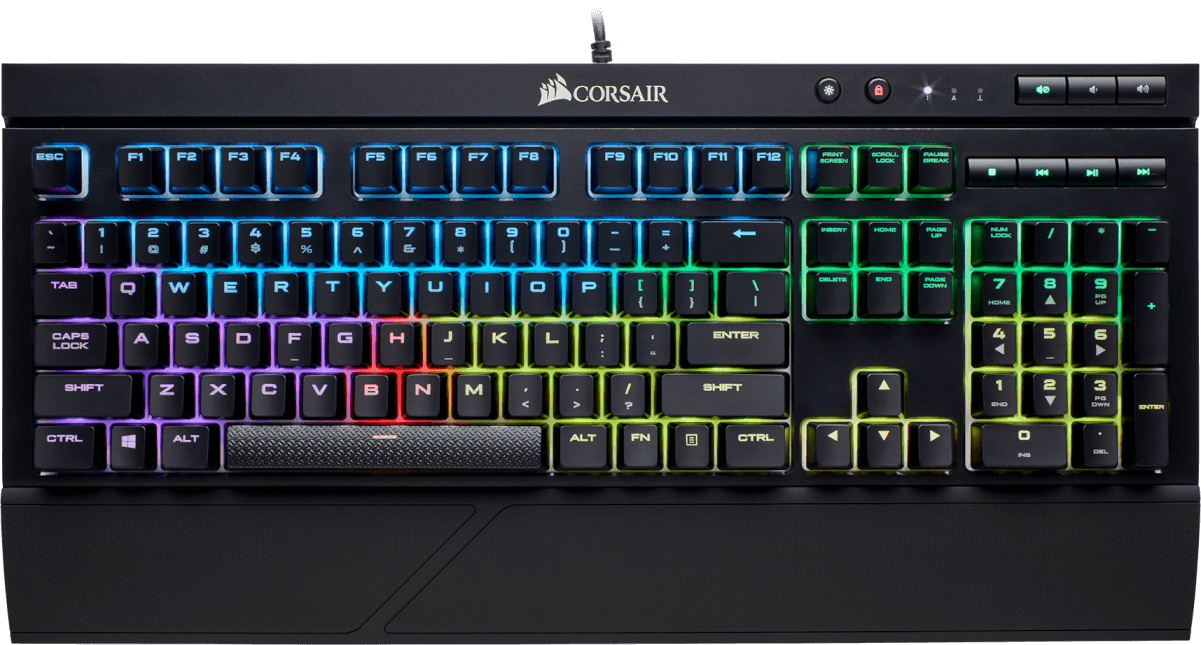 CORSAIR
1 A
ESC F1 F2 F3 F4 F5 F6 F7 F8 F9 F10 F11 F12 PRINT SCREEN SCROLL LOCK PAUSE BREAK
` ~ 1 ! 2 @ 3 # 4 $ 5 % 6 ^ 7 & 8 * 9 ( 0 ) - _ = + ← INSERT HOME PAGE UP NUM LOCK / * -
TAB Q W E R T Y U I O P [ { ] } \ | DELETE END PAGE DOWN 7 HOME 8 ▲ 9 PG UP +
CAPS LOCK A S D F G H J K L ; : ' " ENTER 4 ◀ 5 6 ▶
SHIFT Z X C V B N M , < . > / ? SHIFT ▲ 1 END 2 ▼ 3 PG DWN ENTER
CTRL ALT ALT FN CTRL ◀ ▼ ▶ 0 INS . DEL